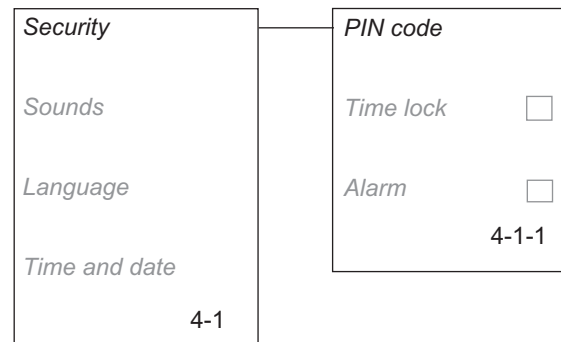 Security
Sounds
Language
Time and date
4-1
PIN code
Time lock
Alarm
4-1-1